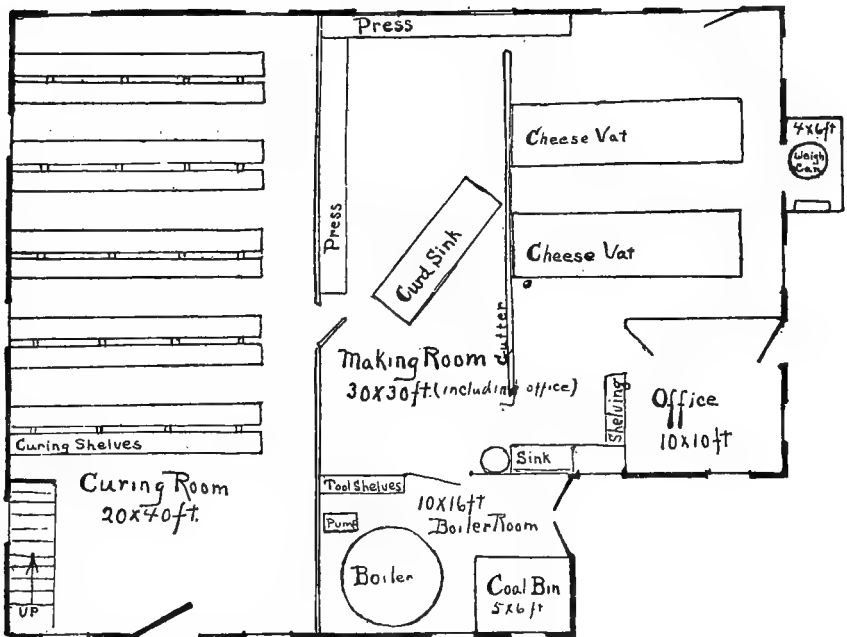 Press
Cheese Vat
4X6ft
Weigh
Can
Press
Curd Sink
Cheese Vat
Gutter
Making Room
30X30ft.(including office)
Shelving
Office
10X10ft
Curing Shelves
Sink
Curing Room
20X40ft.
Tool Shelves
10X16ft
Boiler Room
Pump
Boiler
Coal Bin
5X6ft
UP